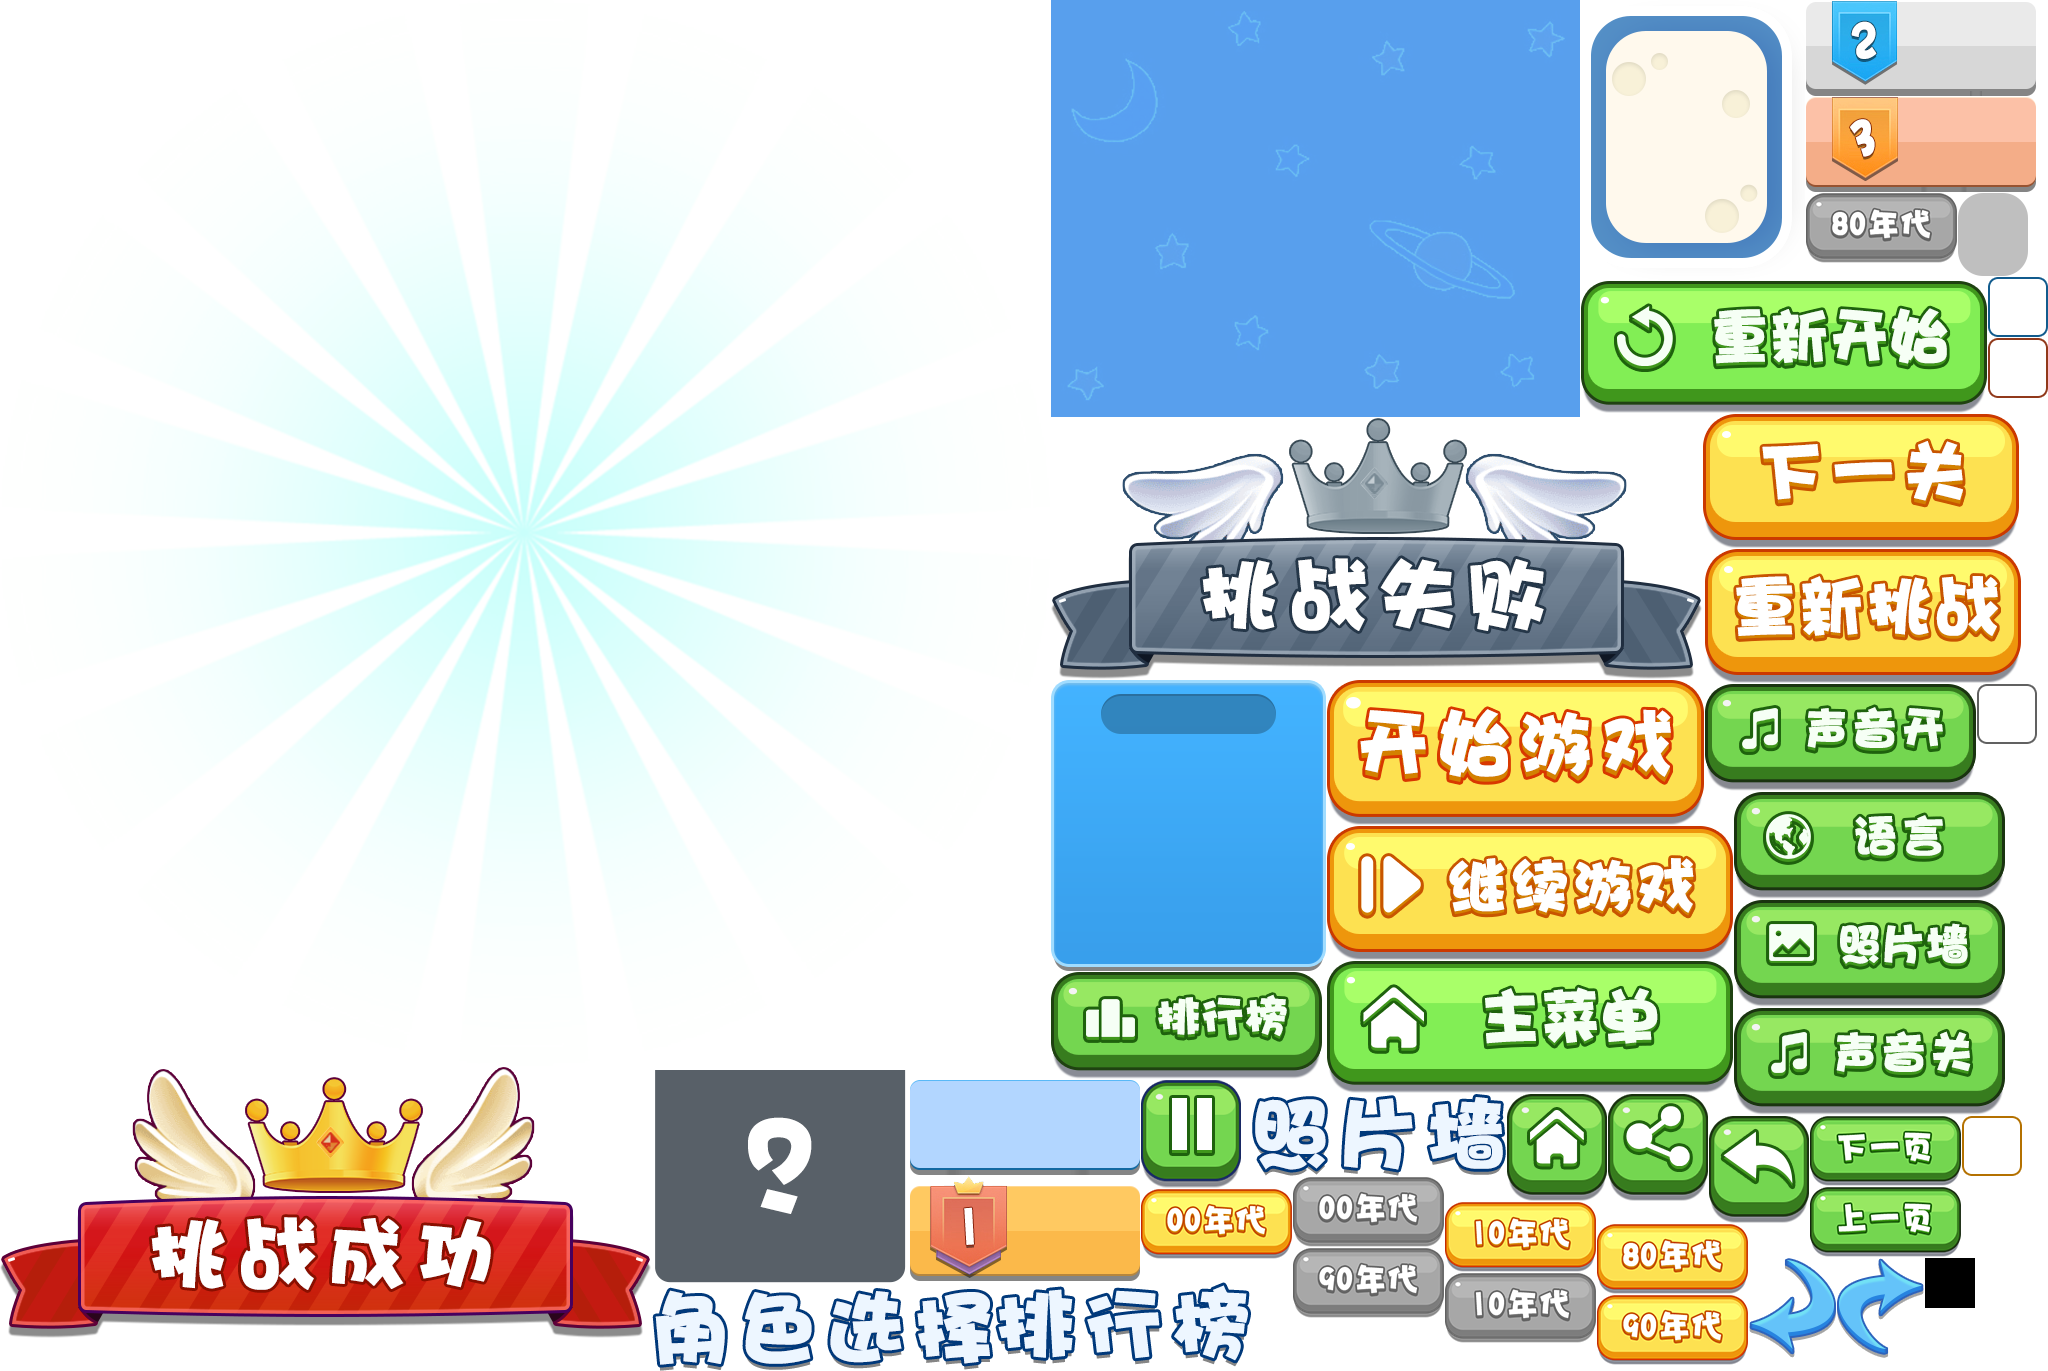 2
3
80年代
重新开始
下一关
挑战失败
重新挑战
开始游戏
声音开
语言
继续游戏
照片墙
排行榜
主菜单
声音关
?
照片墙
下一页
挑战成功
1
00年代
00年代
10年代
80年代
上一页
90年代
10年代
90年代
角色选择排行榜